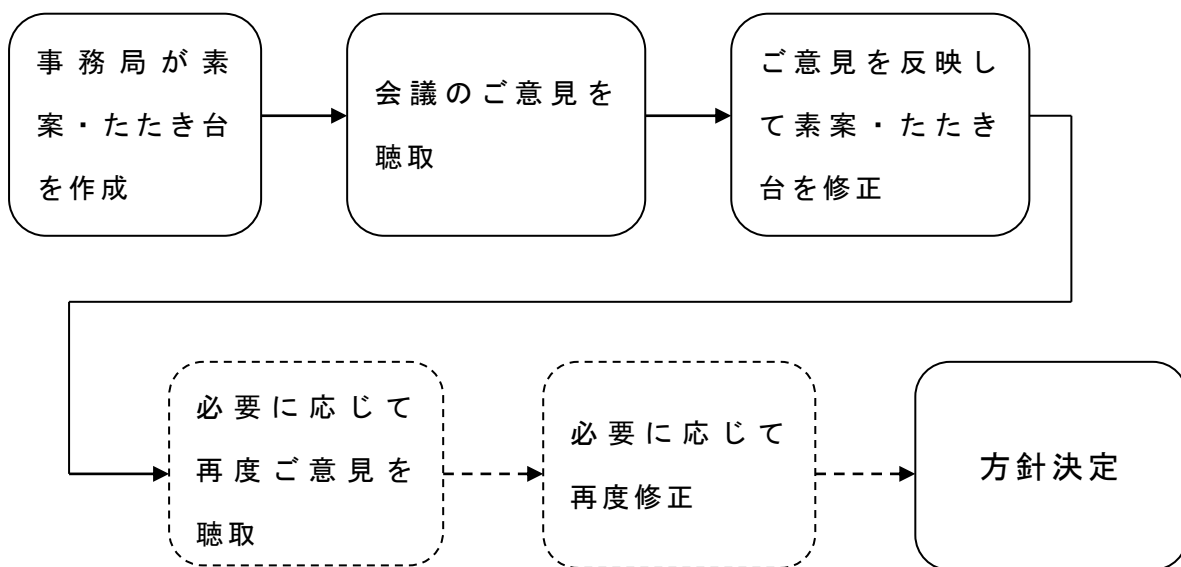 事務局が素
案・たたき台
を作成
会議のご意見を
聴取
ご意見を反映し
て素案・たたき
台を修正
必要に応じて
再度ご意見を
聴取
必要に応じて
再度修正
方針決定